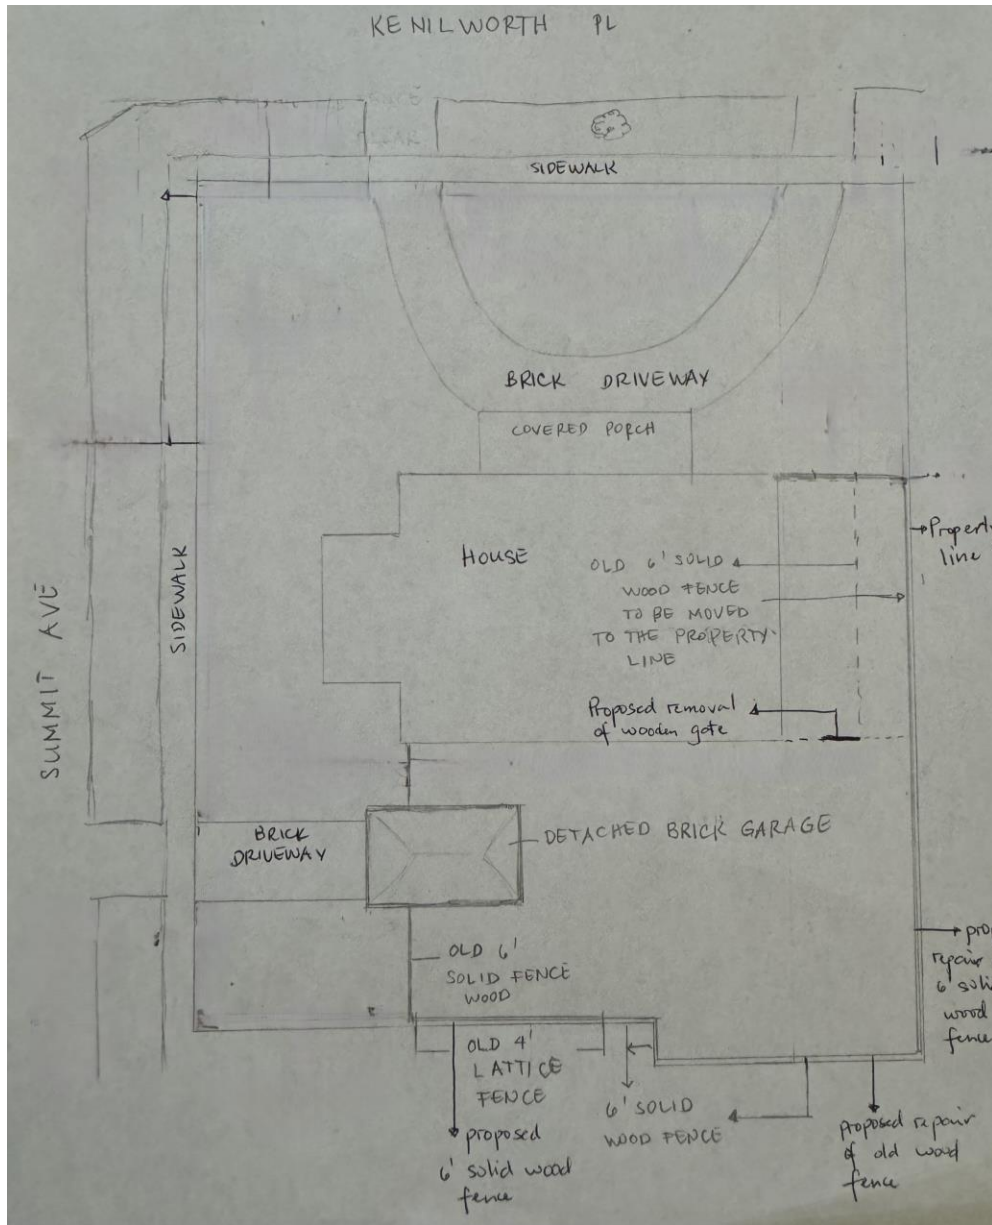 KENILWORTH PL
FENCE
SIDEWALK
BRICK DRIVEWAY
COVERED PORCH
HOUSE
OLD 6' SOLID
WOOD FENCE
TO BE MOVED
TO THE PROPERTY
LINE
line
Proposed removal
of wooden gate
SIDEWALK
SUMMIT AVE
BRICK
DRIVEWAY
DETACHED BRICK GARAGE
OLD 6'
SOLID FENCE
WOOD
repair
6' solid
wood
fence
OLD 4'
LATTICE
FENCE
proposed
6' solid wood
fence
6' SOLID
WOOD FENCE
proposed repair
of old wood
fence